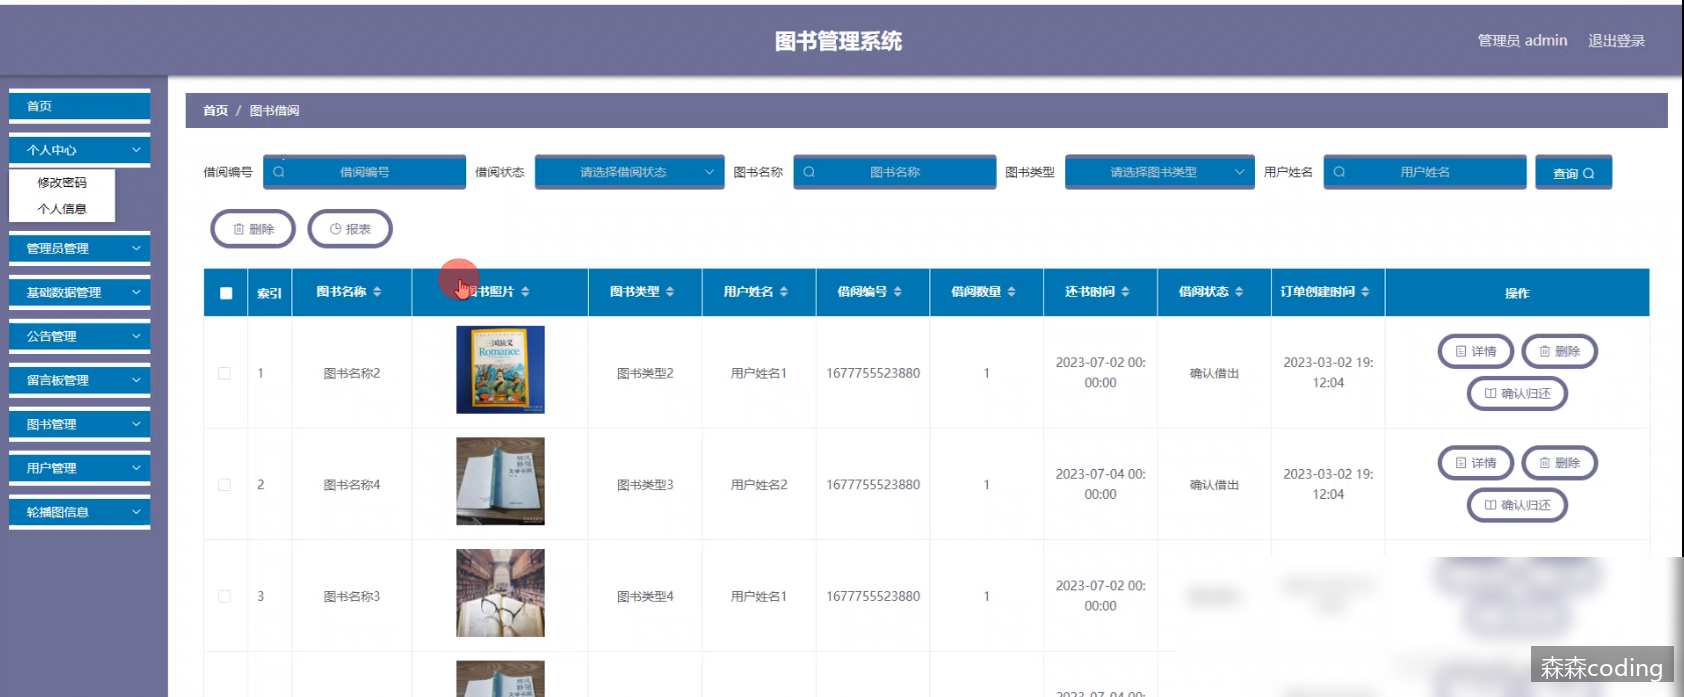 图书管理系统
管理员 admin 退出登录
首页
个人中心
修改密码
个人信息
管理员管理
基础数据管理
公告管理
留言板管理
图书管理
用户管理
轮播图信息
首页 / 图书借阅
借阅编号 借阅编号 借阅状态 请选择借阅状态 图书名称 图书名称 图书类型 请选择图书类型 用户姓名 用户姓名 查询
删除 报表
索引 图书名称 图书照片 图书类型 用户姓名 借阅编号 借阅数量 还书时间 借阅状态 订单创建时间 操作
三国演义
Romance
1 图书名称2 图书类型2 用户姓名1 1677755523880 1 2023-07-02 00:00:00 确认借出 2023-03-02 19:12:04 详情 删除
确认归还
2 图书名称4 图书类型3 用户姓名2 1677755523880 1 2023-07-04 00:00:00 确认借出 2023-03-02 19:12:04 详情 删除
确认归还
3 图书名称3 图书类型4 用户姓名1 1677755523880 1 2023-07-02 00:00:00
2023-07-04 00:
森森coding